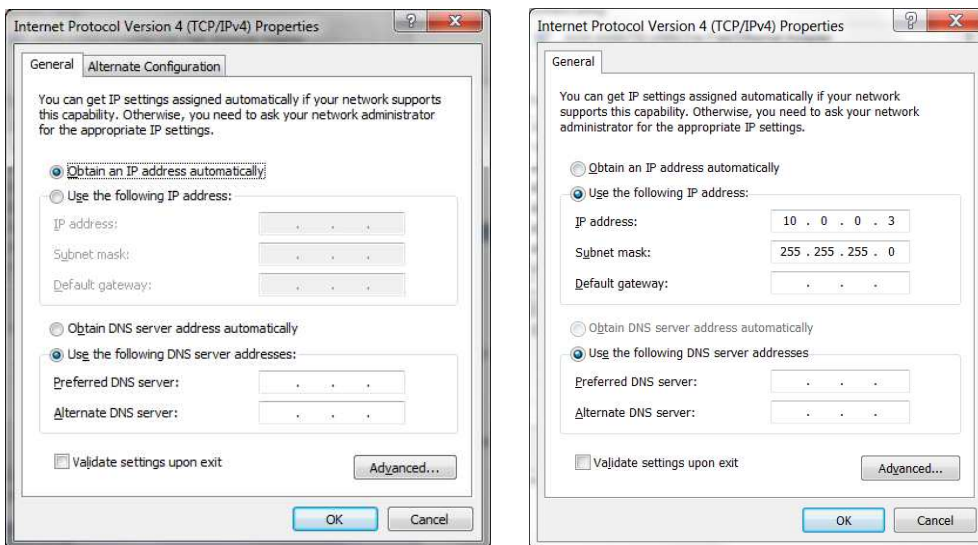 Internet Protocol Version 4 (TCP/IPv4) Properties
General
Alternate Configuration
You can get IP settings assigned automatically if your network supports
this capability. Otherwise, you need to ask your network administrator
for the appropriate IP settings.
Obtain an IP address automatically
Use the following IP address:
IP address:
. . .
Subnet mask:
. . .
Default gateway:
. . .
Obtain DNS server address automatically
Use the following DNS server addresses:
Preferred DNS server:
. . .
Alternate DNS server:
. . .
Validate settings upon exit
Advanced...
OK
Cancel
Internet Protocol Version 4 (TCP/IPv4) Properties
General
You can get IP settings assigned automatically if your network
supports this capability. Otherwise, you need to ask your network
administrator for the appropriate IP settings.
Obtain an IP address automatically
Use the following IP address:
IP address:
10 . 0 . 0 . 3
Subnet mask:
255 . 255 . 255 . 0
Default gateway:
. . .
Obtain DNS server address automatically
Use the following DNS server addresses
Preferred DNS server:
. . .
Alternate DNS server:
. . .
Validate settings upon exit
Advanced...
OK
Cancel